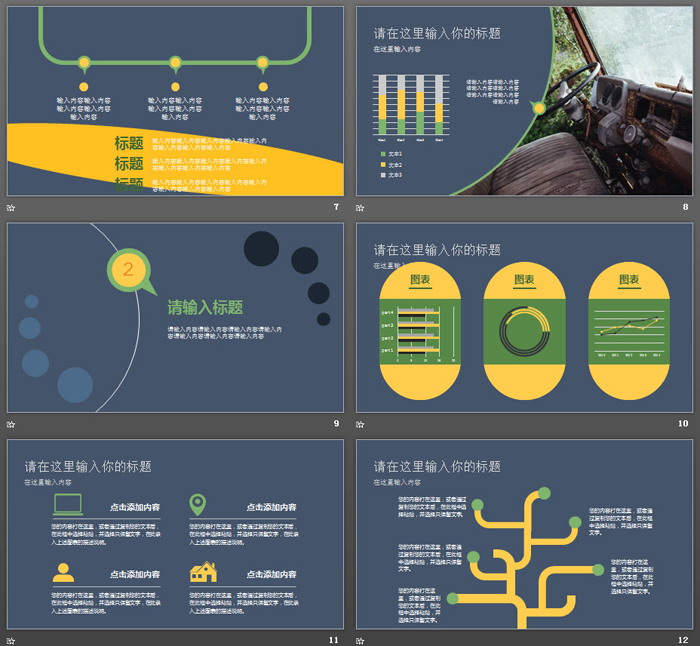 输入内容输入内容 输入内容输入内容 输入内容输入内容
输入内容输入内容 输入内容输入内容 输入内容输入内容
输入内容 输入内容 输入内容
标题
输入内容输入内容输入内容输入内容输入内
容输入内容输入内容输入内容
标题
输入内容输入内容输入内容输入内容输入内
容输入内容输入内容输入内容
标题
输入内容输入内容输入内容输入内容输入内
容输入内容输入内容输入内容
7
请在这里输入你的标题
在这里输入内容
请输入内容请输入内容
请输入内容请输入内容
请输入内容请输入内容
请输入内容
文本1
文本2
文本3
8
2
请输入标题
请输入内容请输入内容请输入内容请输入内
容请输入内容请输入内容请输入内容
9
请在这里输入你的标题
在这里输入
图表 图表 图表
part4
part3
part2
part1
10
请在这里输入你的标题
在这里输入内容
点击添加内容
您的内容打在这里，或者通过复制您的文本后，
在此框中选择粘贴，并选择只保留文字，在此录
入上述图表的描述说明。
点击添加内容
您的内容打在这里，或者通过复制您的文本后，
在此框中选择粘贴，并选择只保留文字，在此录
入上述图表的描述说明。
点击添加内容
您的内容打在这里，或者通过复制您的文本后，
在此框中选择粘贴，并选择只保留文字，在此录
入上述图表的描述说明。
点击添加内容
您的内容打在这里，或者通过复制您的文本后，
在此框中选择粘贴，并选择只保留文字，在此录
入上述图表的描述说明。
11
请在这里输入你的标题
在这里输入内容
您的内容打在这里，或者通过
复制您的文本后，在此框中选
择粘贴，并选择只保留文字。
您的内容打在这里，或者通
过复制您的文本后，在此框
中选择粘贴，并选择只保留
文字。
您的内容打在这里，或者通
过复制您的文本后，在此框
中选择粘贴，并选择只保留
文字。
您的内容打在这
里，或者通过复制
您的文本后，在此
框中选择粘贴，并
选择只保留文字。
您的内容打在这
里，或者通过复制
您的文本后，在此
框中选择粘贴，并
选择只保留文字。
12